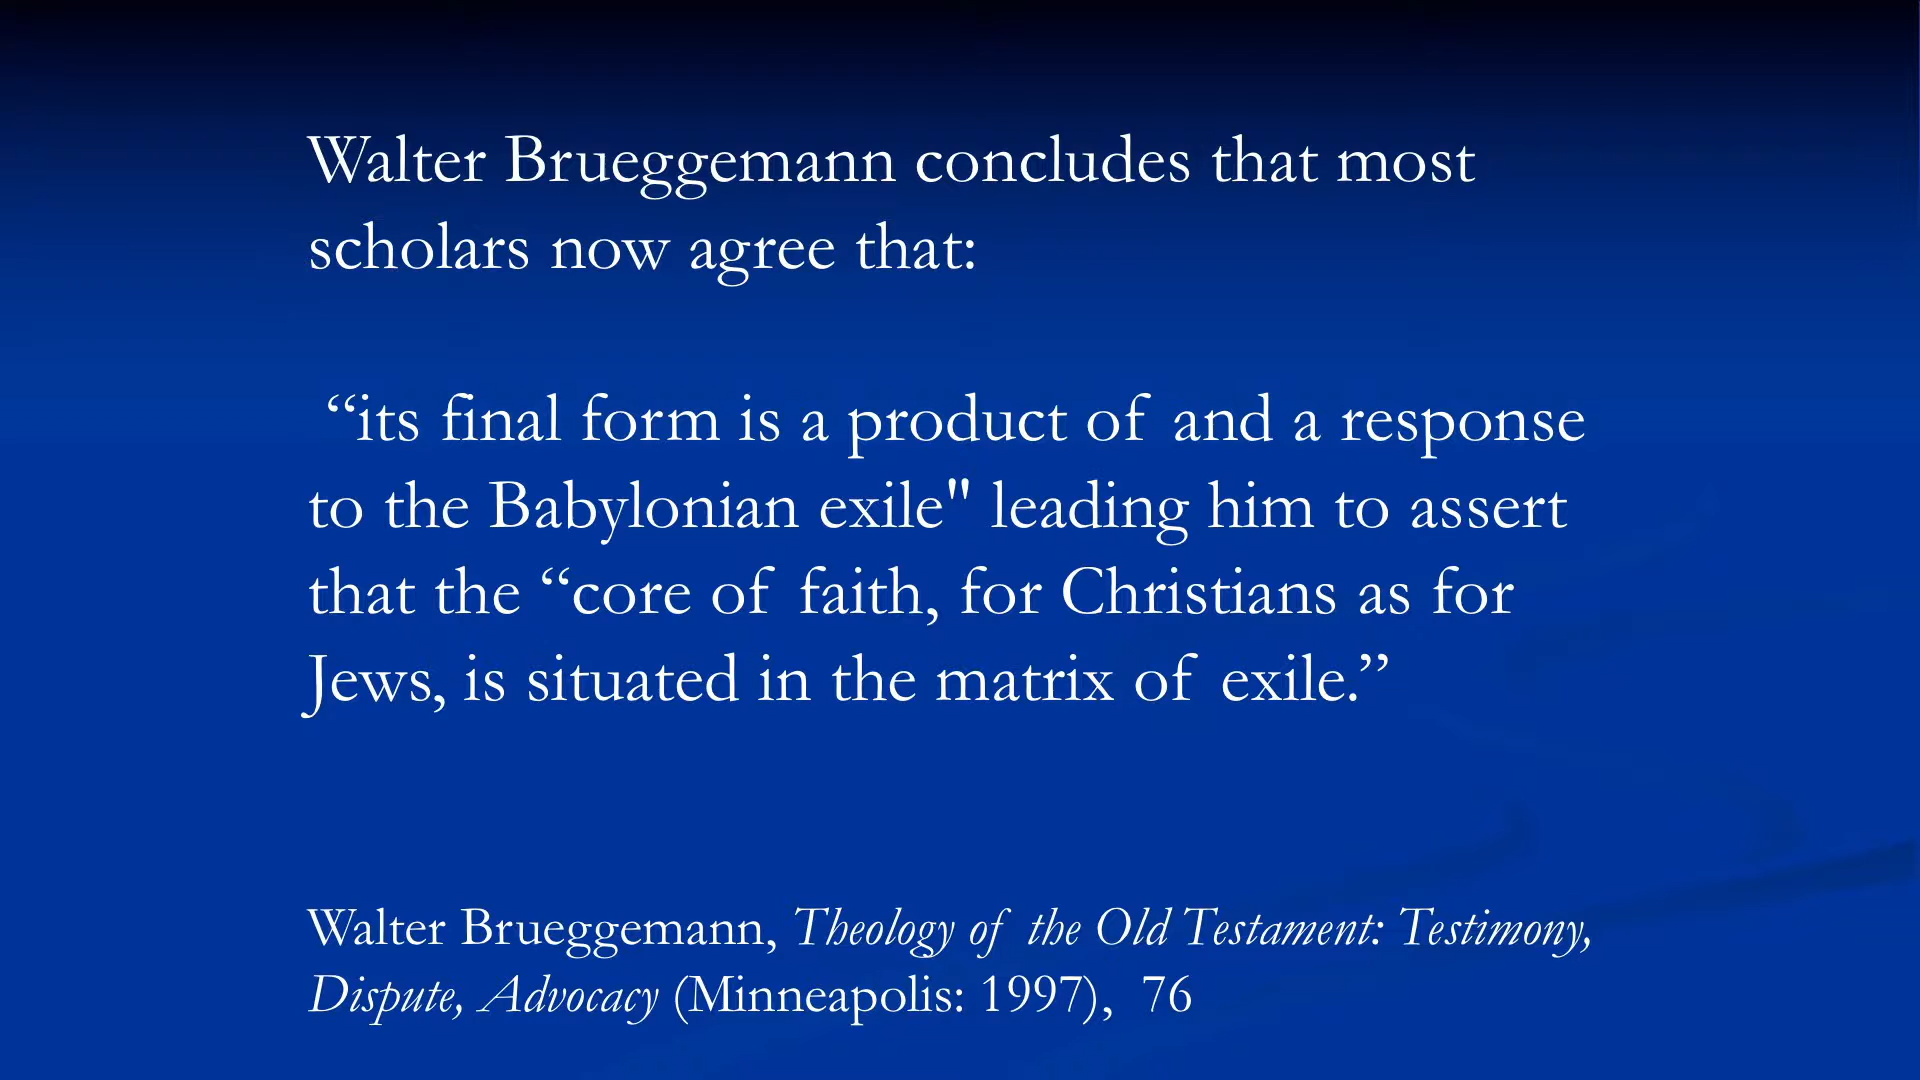 Walter Brueggemann concludes that most
scholars now agree that:
“its final form is a product of and a response
to the Babylonian exile" leading him to assert
that the “core of faith, for Christians as for
Jews, is situated in the matrix of exile.”
Walter Brueggemann, Theology of the Old Testament: Testimony,
Dispute, Advocacy (Minneapolis: 1997), 76